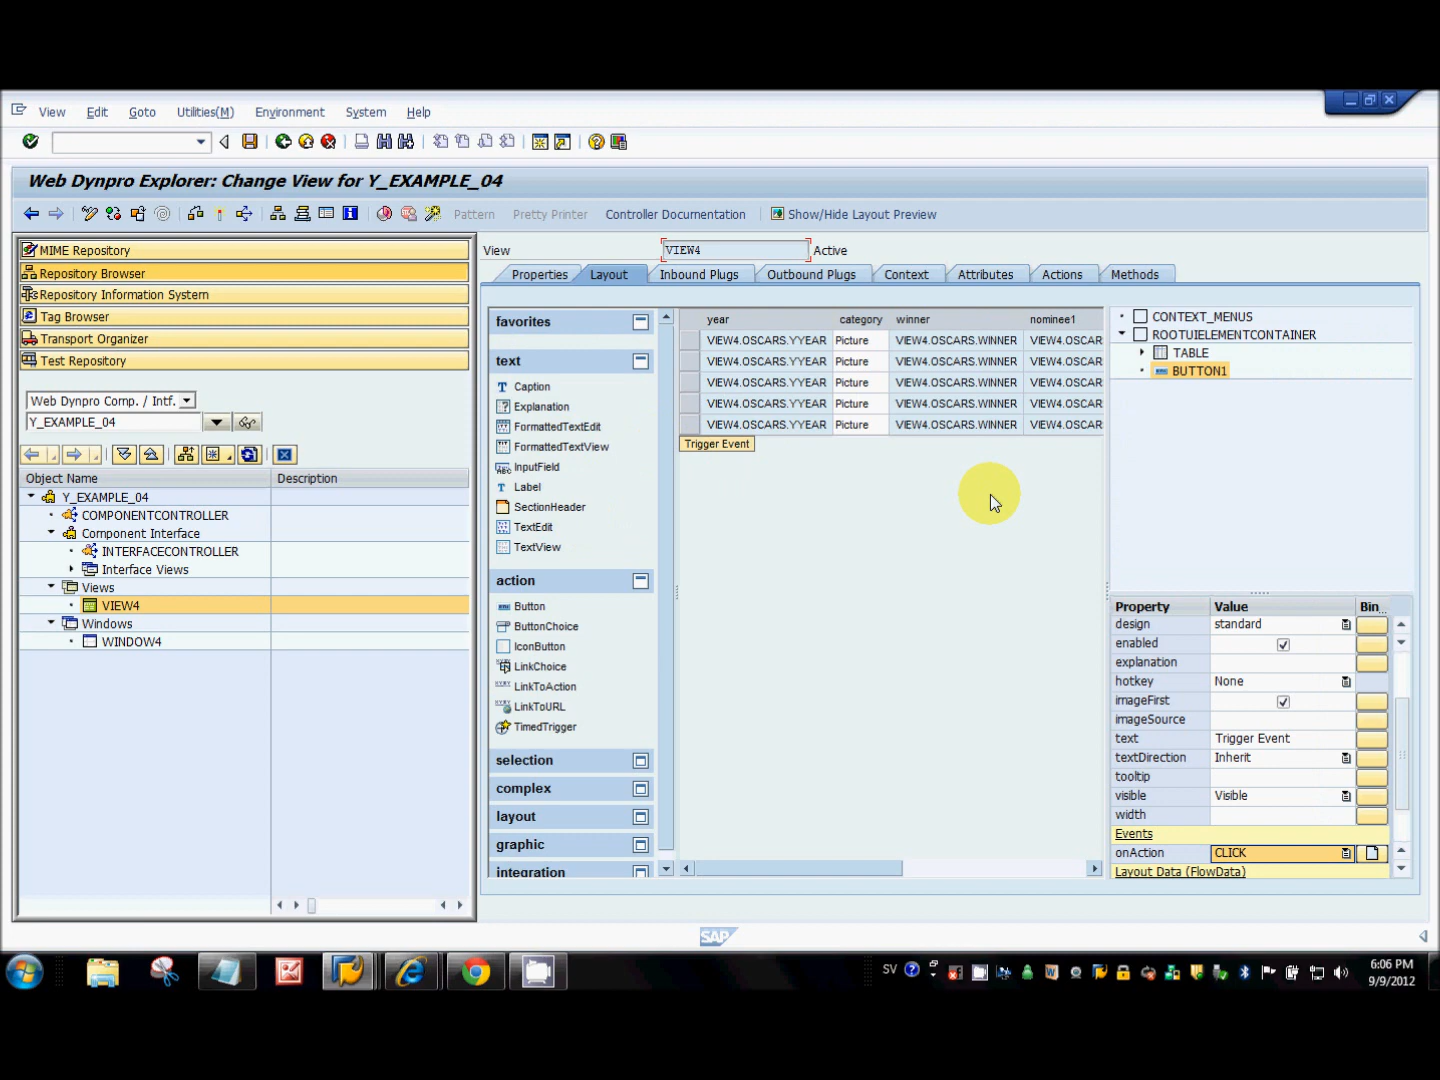 View Edit Goto Utilities(M) Environment System Help
Web Dynpro Explorer: Change View for Y_EXAMPLE_04
Pattern Pretty Printer Controller Documentation Show/Hide Layout Preview
MIME Repository
Repository Browser
Repository Information System
Tag Browser
Transport Organizer
Test Repository
Web Dynpro Comp. / Intf.
Y_EXAMPLE_04
Object Name Description
Y_EXAMPLE_04
COMPONENTCONTROLLER
Component Interface
INTERFACECONTROLLER
Interface Views
Views
VIEW4
Windows
WINDOW4
View VIEW4 Active
Properties Layout Inbound Plugs Outbound Plugs Context Attributes Actions Methods
favorites
text
Caption
Explanation
FormattedTextEdit
FormattedTextView
InputField
Label
SectionHeader
TextEdit
TextView
action
Button
ButtonChoice
IconButton
LinkChoice
LinkToAction
LinkToURL
TimedTrigger
selection
complex
layout
graphic
integration
year category winner nominee1
VIEW4.OSCARS.YYEAR Picture VIEW4.OSCARS.WINNER VIEW4.OSCAR
VIEW4.OSCARS.YYEAR Picture VIEW4.OSCARS.WINNER VIEW4.OSCAR
VIEW4.OSCARS.YYEAR Picture VIEW4.OSCARS.WINNER VIEW4.OSCAR
VIEW4.OSCARS.YYEAR Picture VIEW4.OSCARS.WINNER VIEW4.OSCAR
VIEW4.OSCARS.YYEAR Picture VIEW4.OSCARS.WINNER VIEW4.OSCAR
Trigger Event
CONTEXT_MENUS
ROOTUIELEMENTCONTAINER
TABLE
BUTTON1
Property Value Bin...
design standard
enabled
explanation
hotkey None
imageFirst
imageSource
text Trigger Event
textDirection Inherit
tooltip
visible Visible
width
Events
onAction CLICK
Layout Data (FlowData)
SAP
SV 6:06 PM
9/9/2012